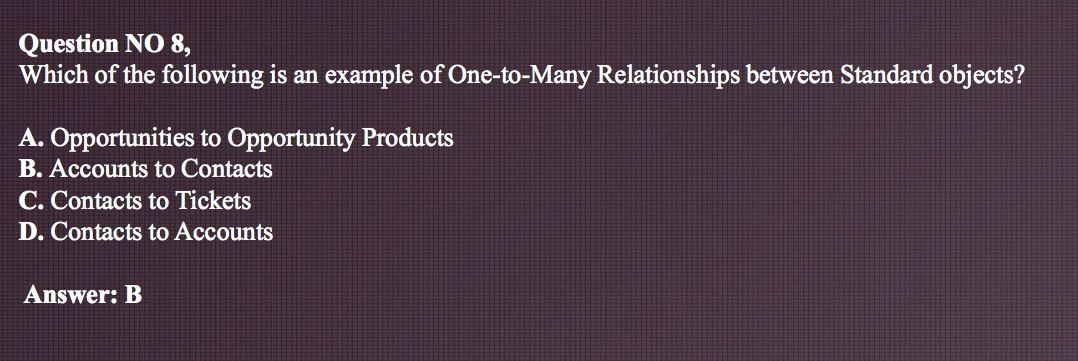 Question NO 8,
Which of the following is an example of One-to-Many Relationships between Standard objects?
A. Opportunities to Opportunity Products
B. Accounts to Contacts
C. Contacts to Tickets
D. Contacts to Accounts
Answer: B